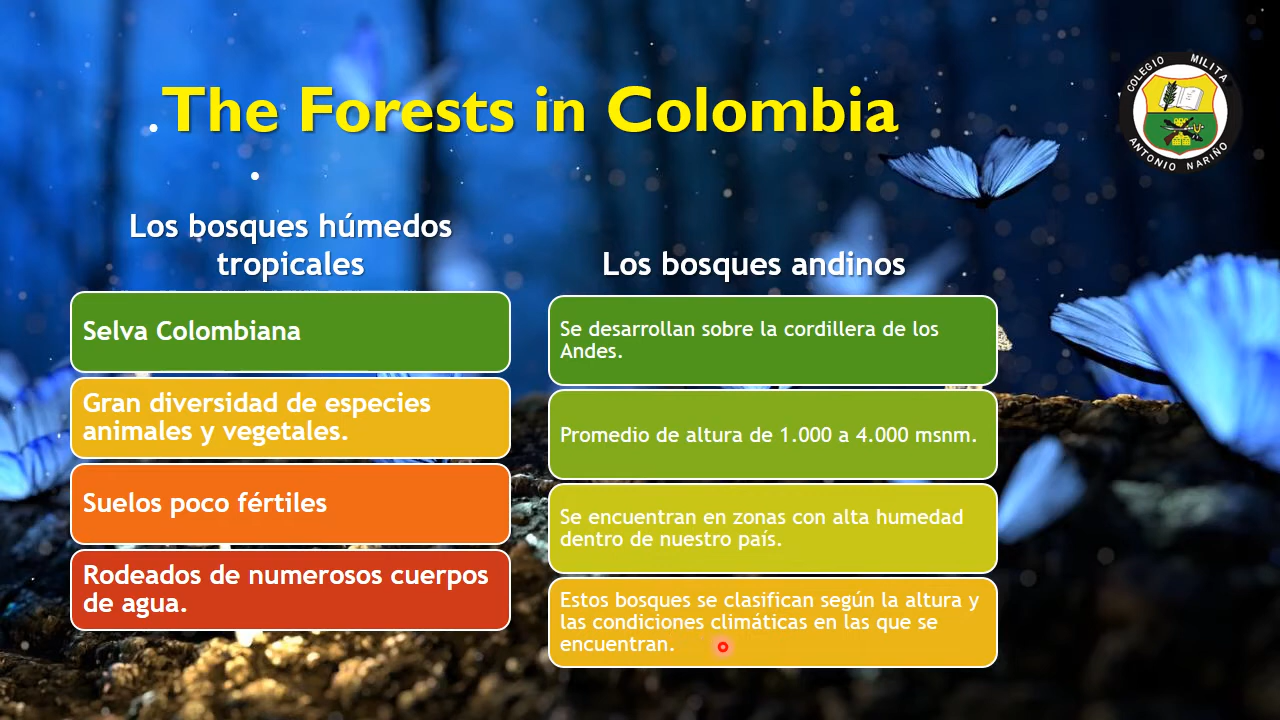 The Forests in Colombia
COLEGIO MILITA
ANTONIO NARIÑO
Los bosques húmedos
tropicales
Selva Colombiana
Gran diversidad de especies
animales y vegetales.
Suelos poco fértiles
Rodeados de numerosos cuerpos
de agua.
Los bosques andinos
Se desarrollan sobre la cordillera de los
Andes.
Promedio de altura de 1.000 a 4.000 msnm.
Se encuentran en zonas con alta humedad
dentro de nuestro país.
Estos bosques se clasifican según la altura y
las condiciones climáticas en las que se
encuentran.